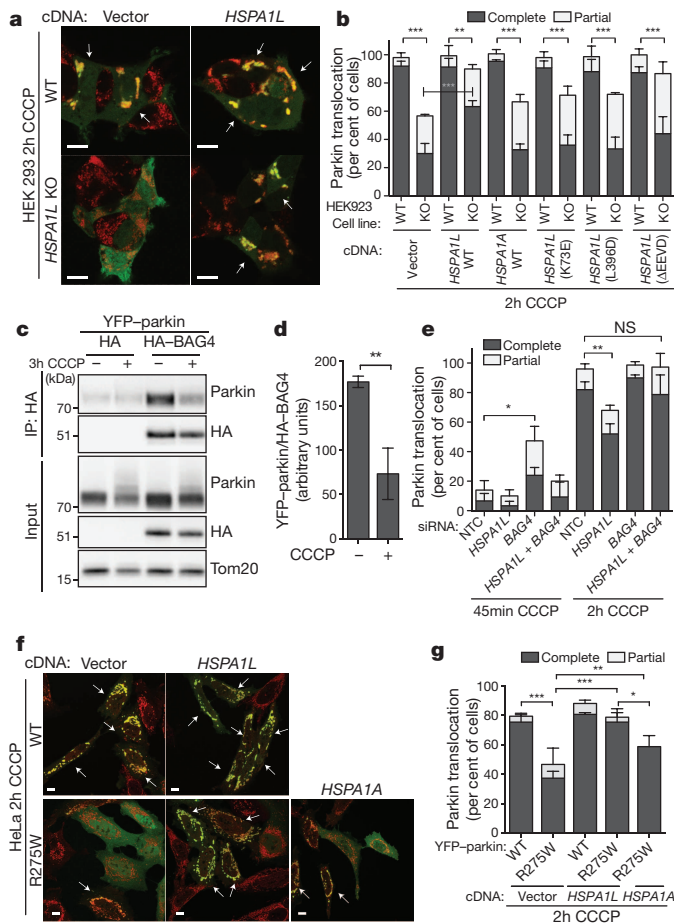 a
cDNA: Vector HSPA1L
HEK 293 2h CCCP
WT
HSPA1L KO
b
Complete Partial
Parkin translocation
(per cent of cells)
100
80
60
40
20
0
*** ** *** *** *** ***
***
HEK923
Cell line:
WT KO WT KO WT KO WT KO WT KO WT KO
cDNA:
Vector
HSPA1L
WT
HSPA1A
WT
HSPA1L
(K73E)
HSPA1L
(L396D)
HSPA1L
(ΔEEVD)
2h CCCP
c
YFP–parkin
HA HA–BAG4
3h CCCP – + – +
(kDa)
IP: HA
70
Parkin
51
HA
Input
70
Parkin
51
HA
15
Tom20
d
YFP–parkin/HA–BAG4
(arbitrary units)
200
150
100
50
0
**
– +
CCCP
e
Complete
Partial
Parkin translocation
(per cent of cells)
100
80
60
40
20
0
*
**
NS
siRNA:
NTC
HSPA1L
BAG4
HSPA1L + BAG4
NTC
HSPA1L
BAG4
HSPA1L + BAG4
45min CCCP 2h CCCP
f
cDNA: Vector HSPA1L
HeLa 2h CCCP
WT
R275W
HSPA1A
g
Complete Partial
Parkin translocation
(per cent of cells)
100
80
60
40
20
0
**
***
*** *
YFP–parkin:
WT
R275W
WT
R275W
R275W
cDNA: Vector HSPA1L HSPA1A
2h CCCP